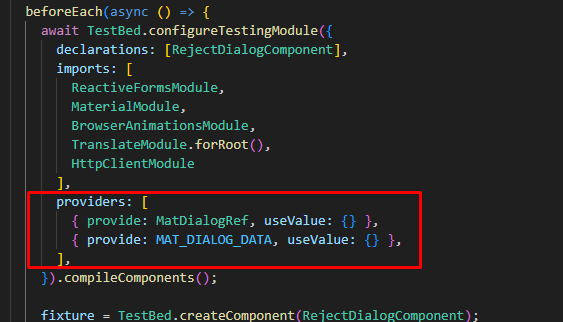 beforeEach(async () => {
await TestBed.configureTestingModule({
declarations: [RejectDialogComponent],
imports: [
ReactiveFormsModule,
MaterialModule,
BrowserAnimationsModule,
TranslateModule.forRoot(),
HttpClientModule
],
providers: [
{ provide: MatDialogRef, useValue: {} },
{ provide: MAT_DIALOG_DATA, useValue: {} },
],
}).compileComponents();
fixture = TestBed.createComponent(RejectDialogComponent);